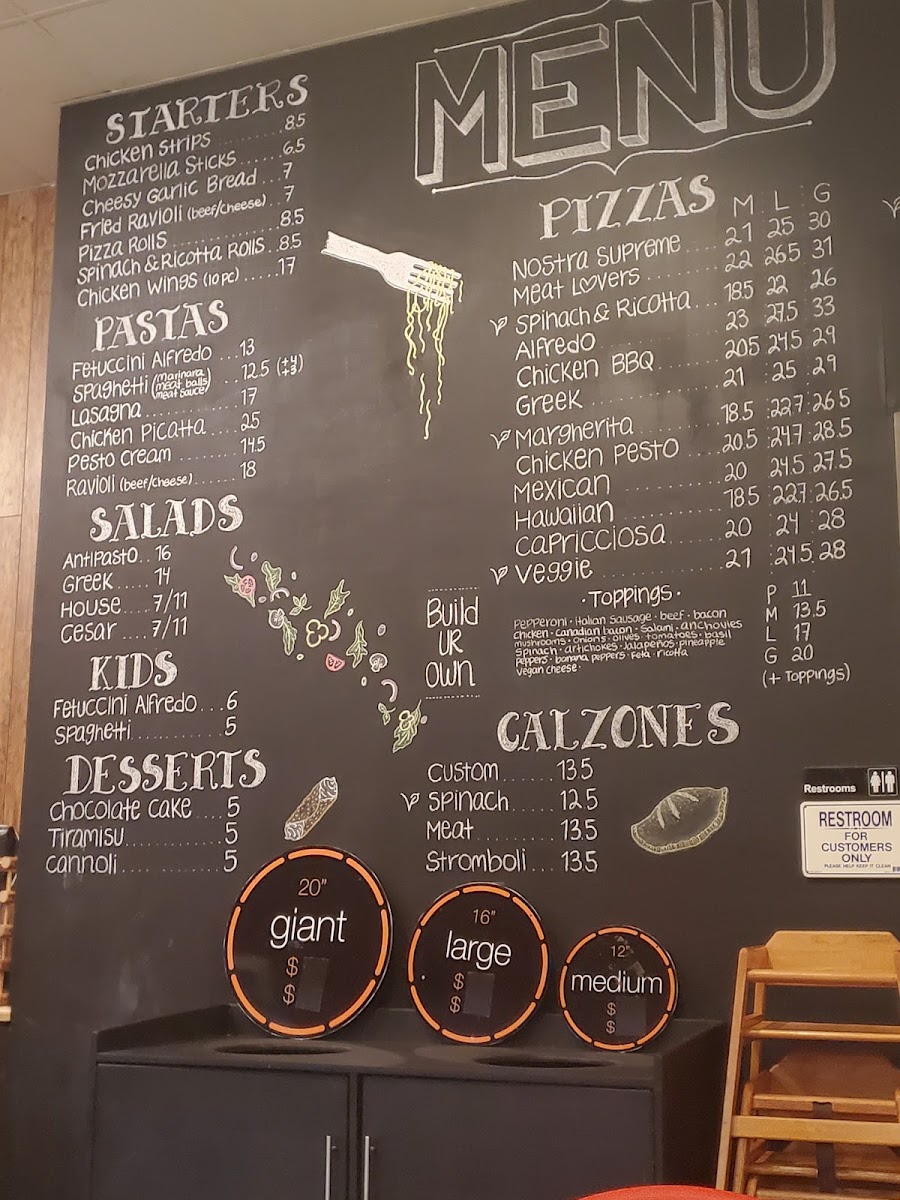 MENU
STARTERS
Chicken Strips ........ 8.5
Mozzarella Sticks ..... 6.5
Cheesy Garlic Bread ... 7
Fried Ravioli (beef/cheese) . 7
Pizza Rolls ........... 8.5
Spinach & Ricotta Rolls .. 8.5
Chicken Wings (10 pc) ..... 17
PASTAS
Fetuccini Alfredo ... 13
Spaghetti (marinara meat balls meat sauce) .. 12.5 (+4 +3)
Lasagna ........... 17
Chicken Picatta .... 25
Pesto Cream ........ 14.5
Ravioli (beef/cheese) ...... 18
SALADS
Antipasto .. 16
Greek .... 14
House .... 7/11
Cesar .... 7/11
KIDS
Fetuccini Alfredo ... 6
Spaghetti .......... 5
DESSERTS
Chocolate Cake .... 5
Tiramisu .......... 5
Cannoli ........... 5
PIZZAS M L G
Nostra Supreme .... 21 25 30
Meat Lovers ....... 22 26.5 31
Spinach & Ricotta ... 18.5 22 26
Alfredo ........... 23 27.5 33
Chicken BBQ ....... 20.5 24.5 29
Greek ............. 21 25 29
Margherita ........ 18.5 22.7 26.5
Chicken Pesto ..... 20.5 24.7 28.5
Mexican ........... 20 24.5 27.5
Hawaiian .......... 18.5 22.7 26.5
Capricciosa ....... 20 24 28
Veggie ............ 21 24.5 28
Build
UR
OWN
· Toppings ·
Pepperoni · Italian Sausage · beef · bacon
Chicken · Canadian bacon · Salami · anchovies
mushrooms · onions · olives · tomatoes · basil
Spinach · artichokes · Jalapeños · pineapple
peppers · banana peppers · Feta · ricotta
vegan cheese ·
P 11
M 13.5
L 17
G 20
(+ Toppings)
CALZONES
Custom ....... 13.5
Spinach ...... 12.5
Meat ......... 13.5
Stromboli .... 13.5
Restrooms
RESTROOM
FOR
CUSTOMERS
ONLY
PLEASE HELP KEEP IT CLEAN
20"
giant
$
$
16"
large
$
$
12"
medium
$
$